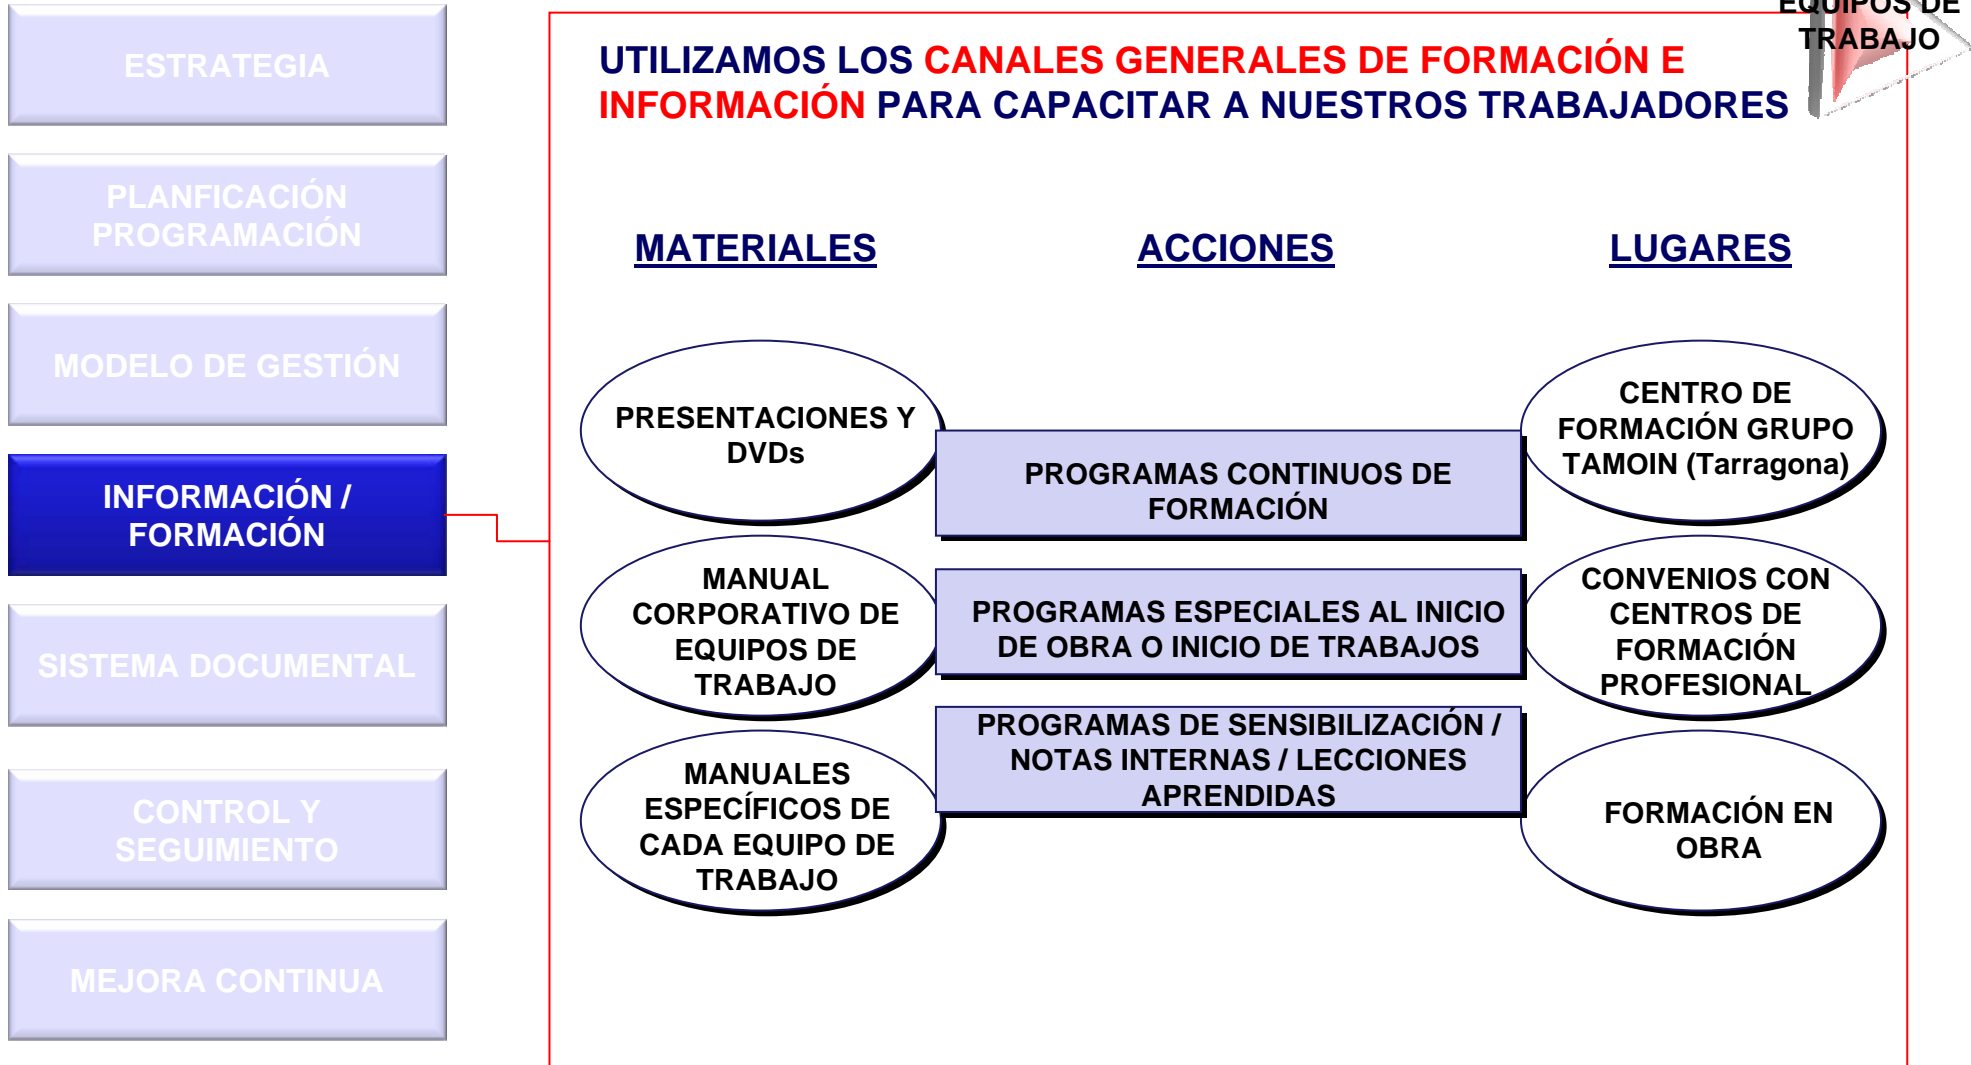 ESTRATEGIA
PLANFICACIÓN
PROGRAMACIÓN
MODELO DE GESTIÓN
INFORMACIÓN /
FORMACIÓN
SISTEMA DOCUMENTAL
CONTROL Y
SEGUIMIENTO
MEJORA CONTINUA
EQUIPOS DE
TRABAJO
UTILIZAMOS LOS CANALES GENERALES DE FORMACIÓN E
INFORMACIÓN PARA CAPACITAR A NUESTROS TRABAJADORES
MATERIALES
PRESENTACIONES Y
DVDs
MANUAL
CORPORATIVO DE
EQUIPOS DE
TRABAJO
MANUALES
ESPECÍFICOS DE
CADA EQUIPO DE
TRABAJO
ACCIONES
PROGRAMAS CONTINUOS DE
FORMACIÓN
PROGRAMAS ESPECIALES AL INICIO
DE OBRA O INICIO DE TRABAJOS
PROGRAMAS DE SENSIBILIZACIÓN /
NOTAS INTERNAS / LECCIONES
APRENDIDAS
LUGARES
CENTRO DE
FORMACIÓN GRUPO
TAMOIN (Tarragona)
CONVENIOS CON
CENTROS DE
FORMACIÓN
PROFESIONAL
FORMACIÓN EN
OBRA